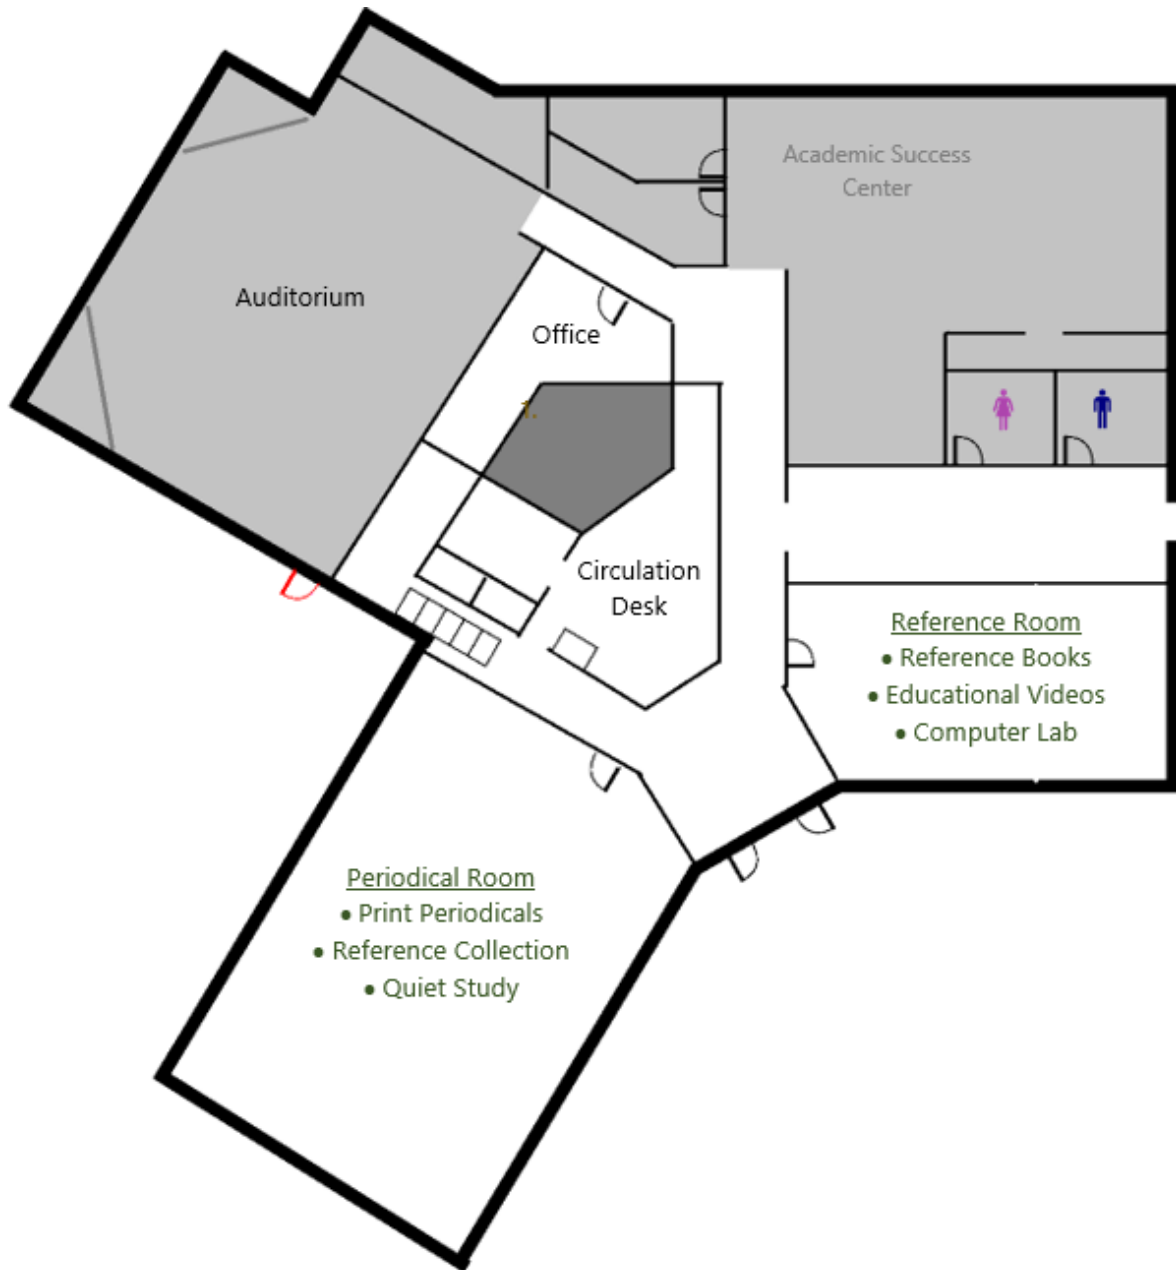 Academic Success
Center
Auditorium
Office
1.
Circulation
Desk
Reference Room
• Reference Books
• Educational Videos
• Computer Lab
Periodical Room
• Print Periodicals
• Reference Collection
• Quiet Study